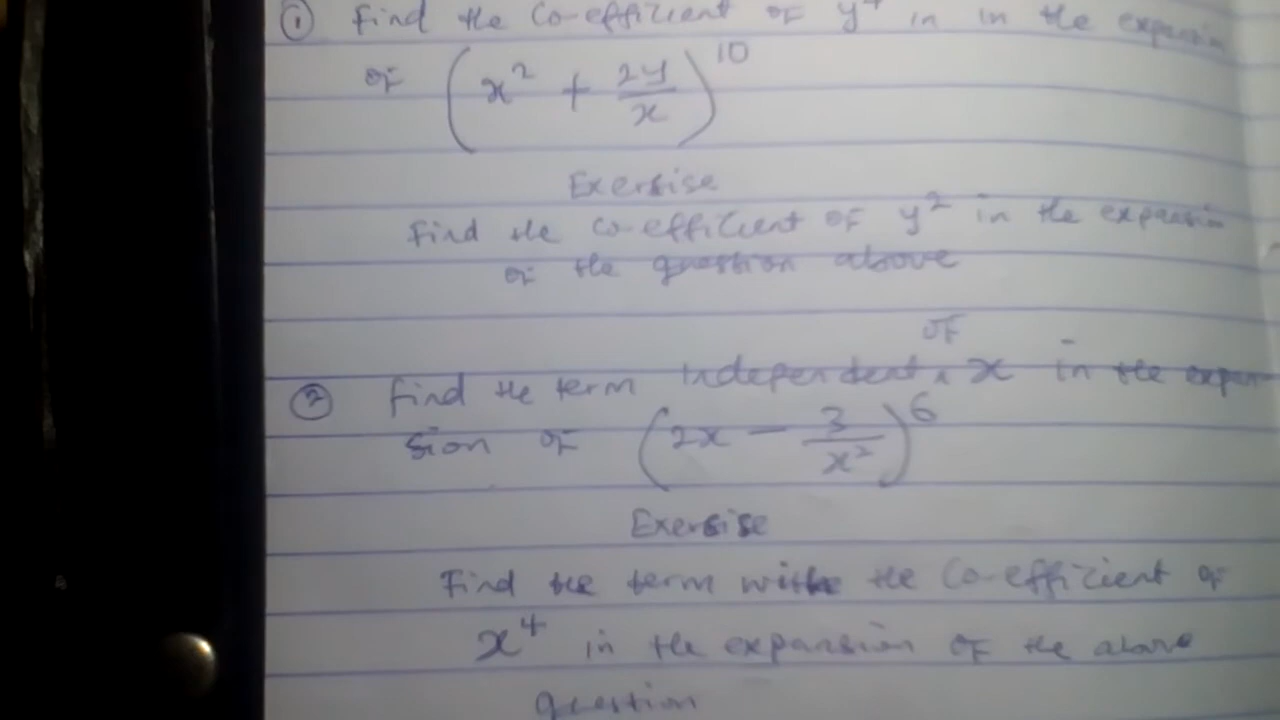 ① Find the Co-efficient of y⁴ in in the expansion
of (x² + 2y/x)¹⁰
Exersise
Find the co-efficient of y² in the expansion
of the question above
② find the term independent of x in the expan-
sion of (2x - 3/x²)⁶
Exersise
Find the term with the Co-efficient of
x⁴ in the expansion of the above
question